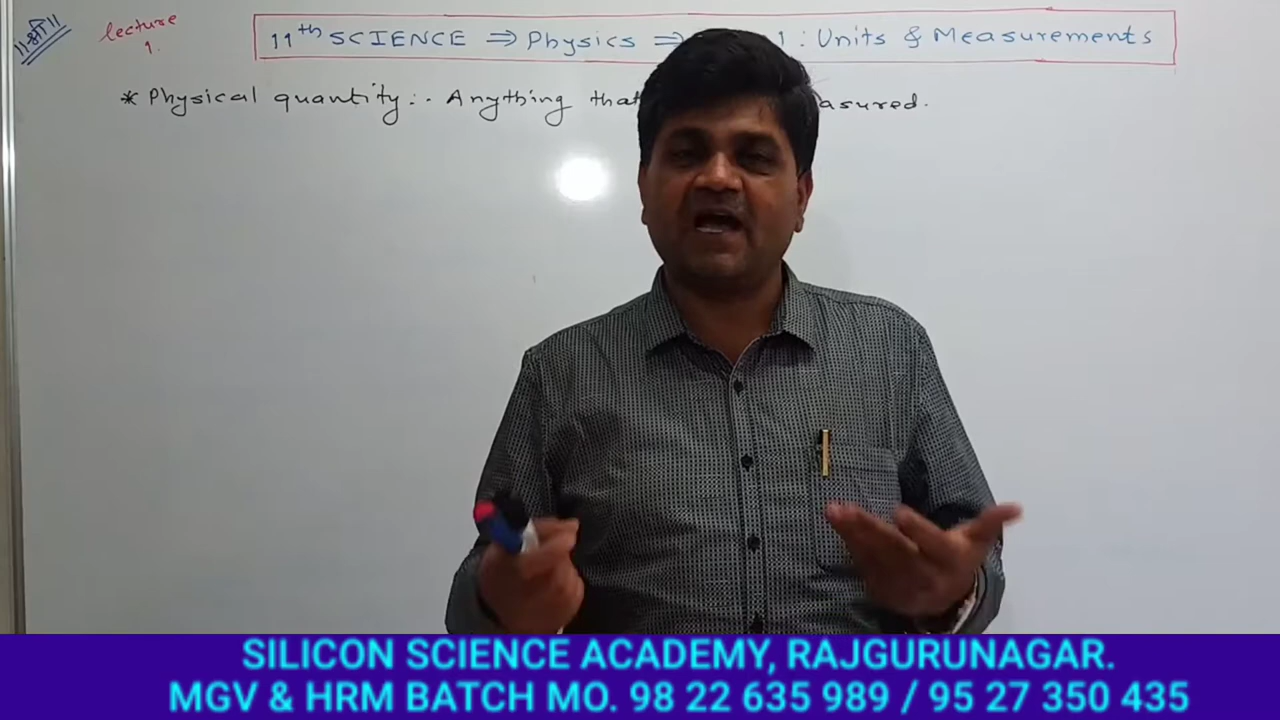 ॥श्री॥
lecture
1.
11th SCIENCE ⇒ Physics ⇒ 1 : Units & Measurements
* Physical quantity:- Anything that asured.
SILICON SCIENCE ACADEMY, RAJGURUNAGAR.
MGV & HRM BATCH MO. 98 22 635 989 / 95 27 350 435